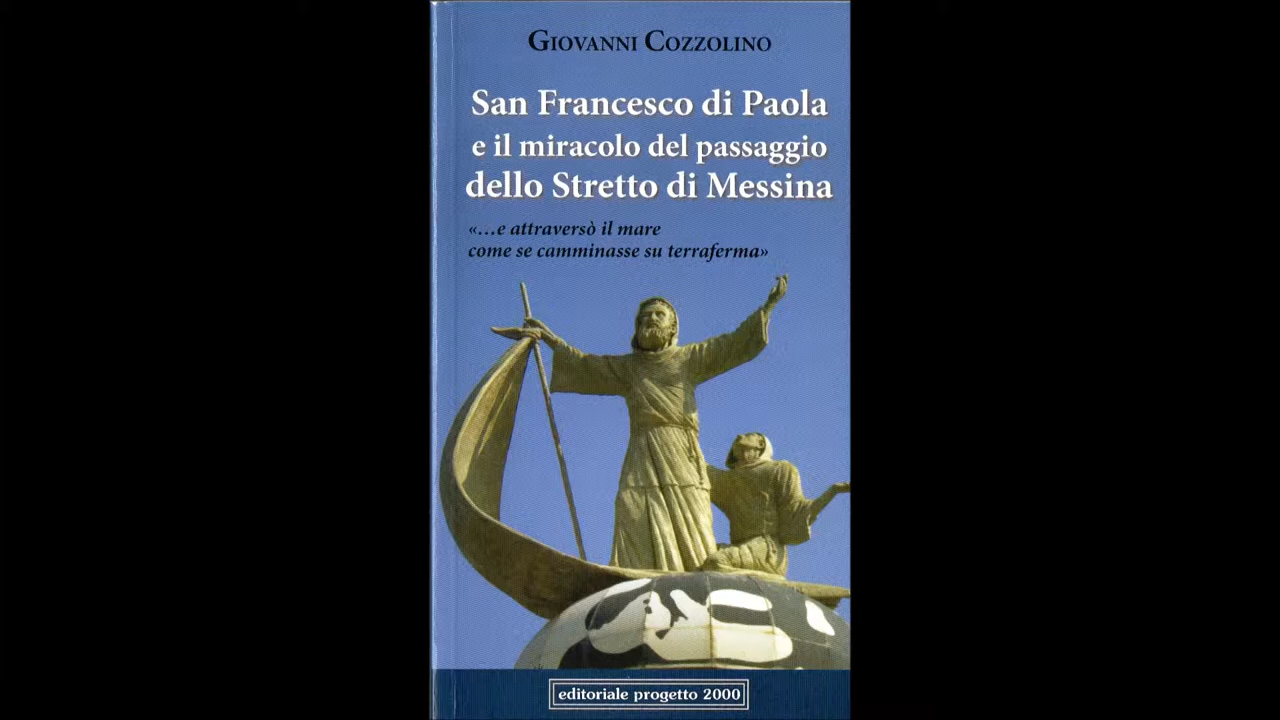 GIOVANNI COZZOLINO
San Francesco di Paola
e il miracolo del passaggio
dello Stretto di Messina
«...e attraversò il mare
come se camminasse su terraferma»
editoriale progetto 2000